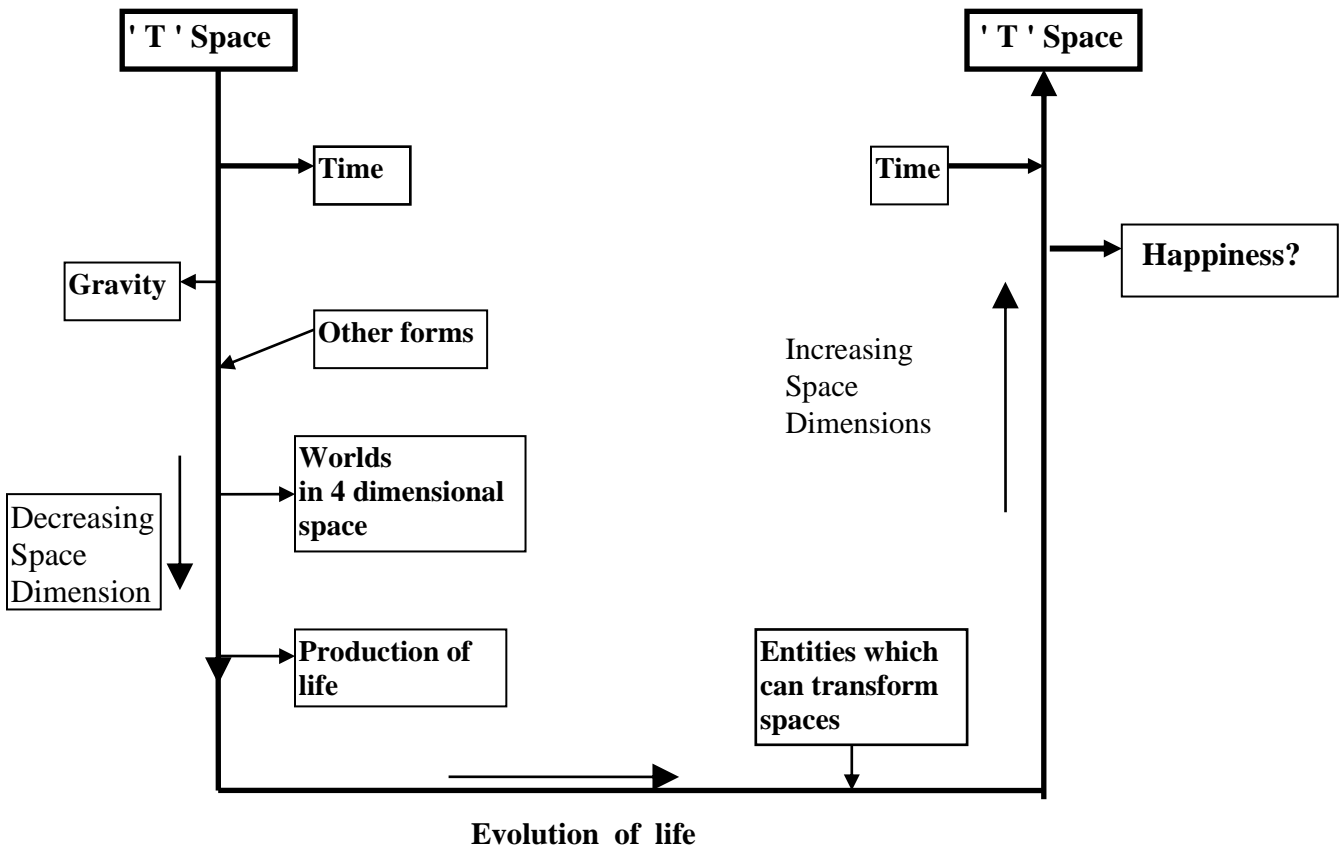 ' T ' Space
' T ' Space
Time
Time
Gravity
Happiness?
Other forms
Increasing
Space
Dimensions
Worlds
in 4 dimensional
space
Decreasing
Space
Dimension
Production of
life
Entities which
can transform
spaces
Evolution of life